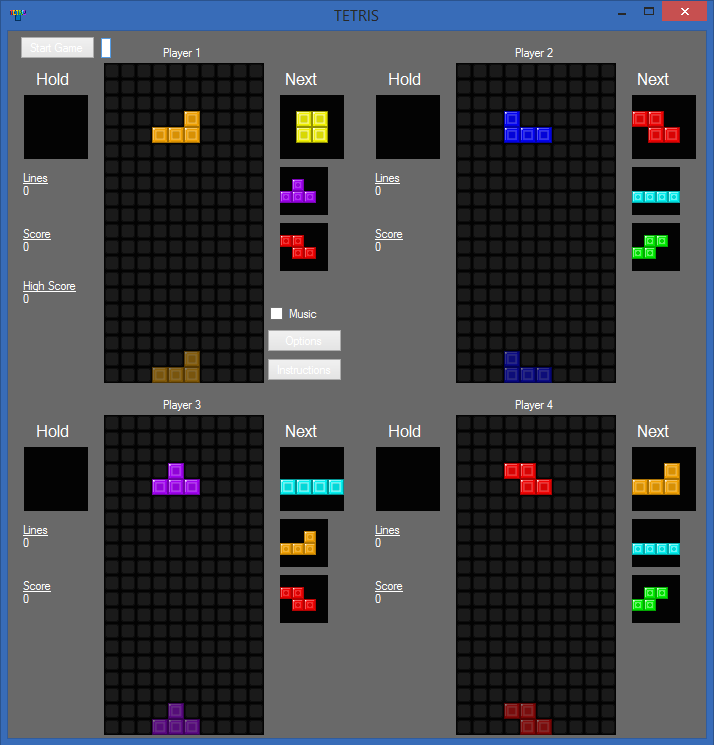 TETRIS
Start Game
Player 1
Hold
Next
Lines
0
Score
0
High Score
0
Music
Options
Instructions
Player 2
Hold
Next
Lines
0
Score
0
Player 3
Hold
Next
Lines
0
Score
0
Player 4
Hold
Next
Lines
0
Score
0